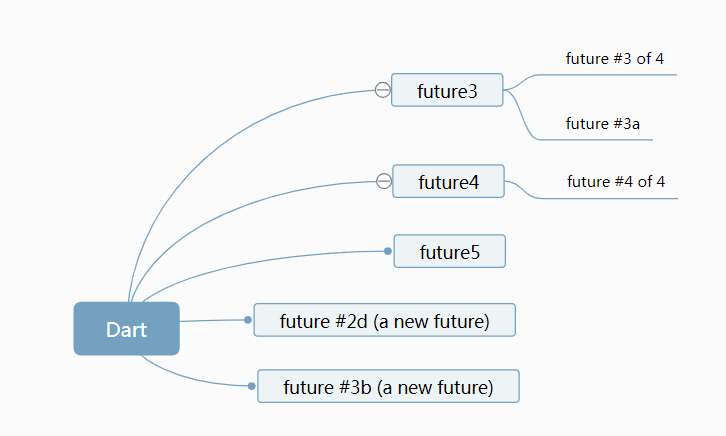 future #3 of 4
future3
future #3a
future4
future #4 of 4
future5
Dart
future #2d (a new future)
future #3b (a new future)